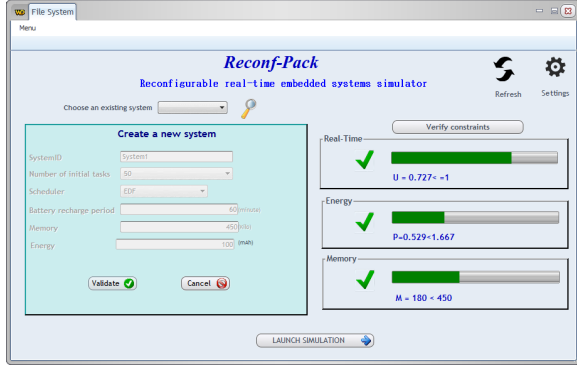 File System
Menu
Reconf-Pack
Reconfigurable real-time embedded systems simulator
Refresh
Settings
Choose an existing system
Create a new system
SystemID
System1
Number of initial tasks
50
Scheduler
EDF
Battery recharge period
60
Memory
450
Energy
100
(mAh)
Validate
Cancel
Verify constraints
Real-Time
U = 0.727< =1
Energy
P=0.529<1.667
Memory
M = 180 < 450
LAUNCH SIMULATION